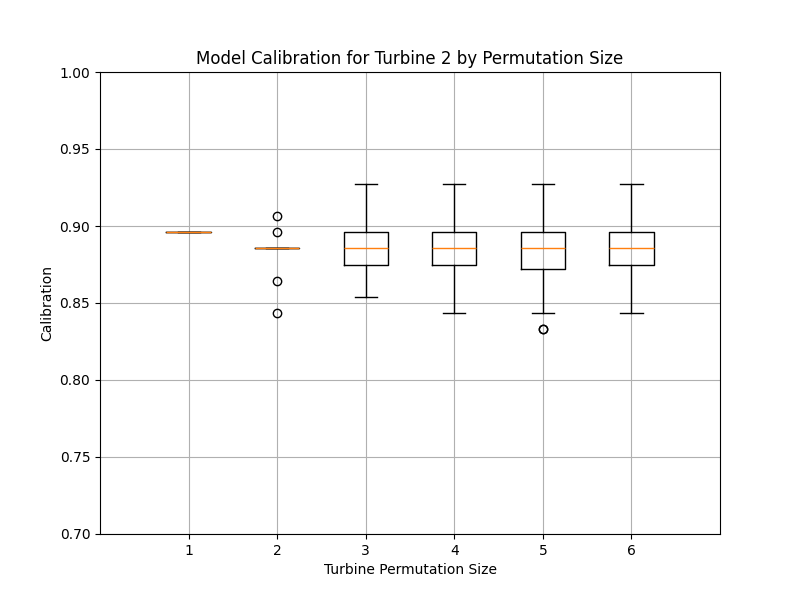 Model Calibration for Turbine 2 by Permutation Size
1.00
0.95
0.90
0.85
0.80
0.75
0.70
Calibration
1 2 3 4 5 6
Turbine Permutation Size